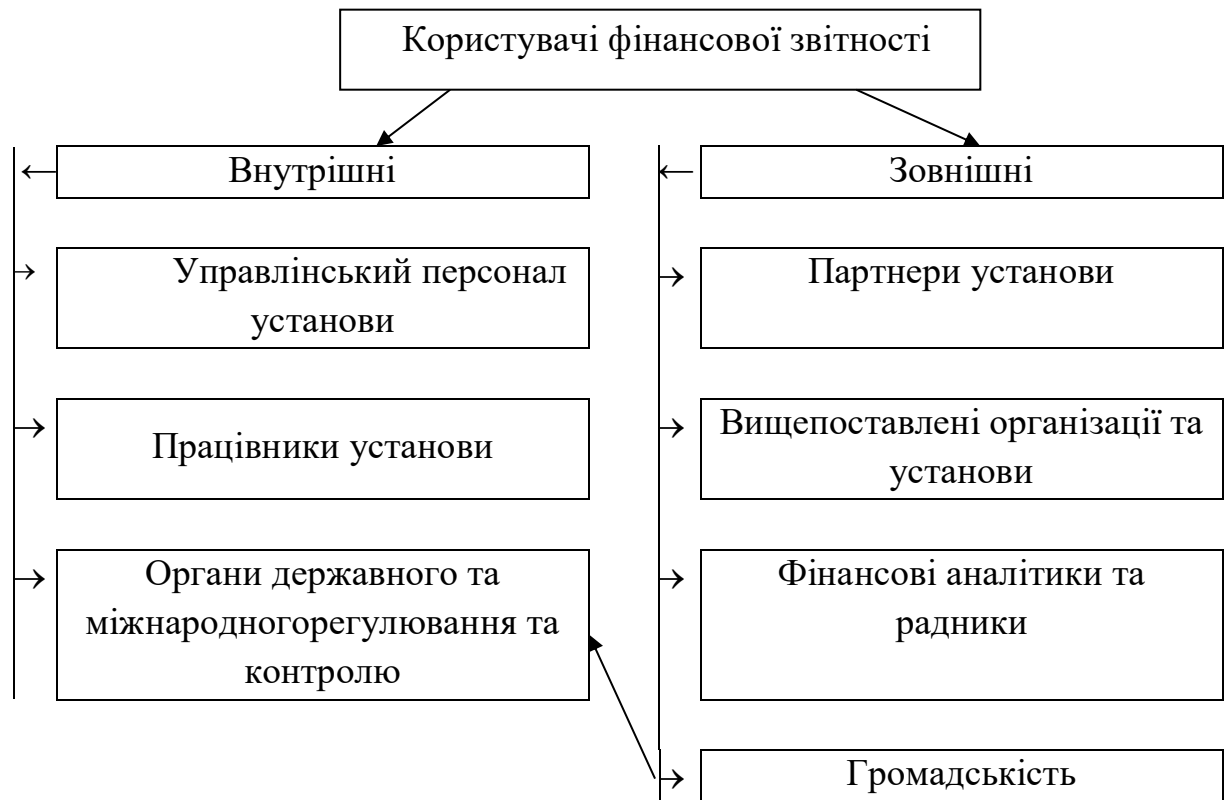 Користувачі фінансової звітності
Внутрішні
Управлінський персонал
установи
Працівники установи
Органи державного та
міжнародногорегулювання та
контролю
Зовнішні
Партнери установи
Вищепоставлені організації та
установи
Фінансові аналітики та
радники
Громадськість